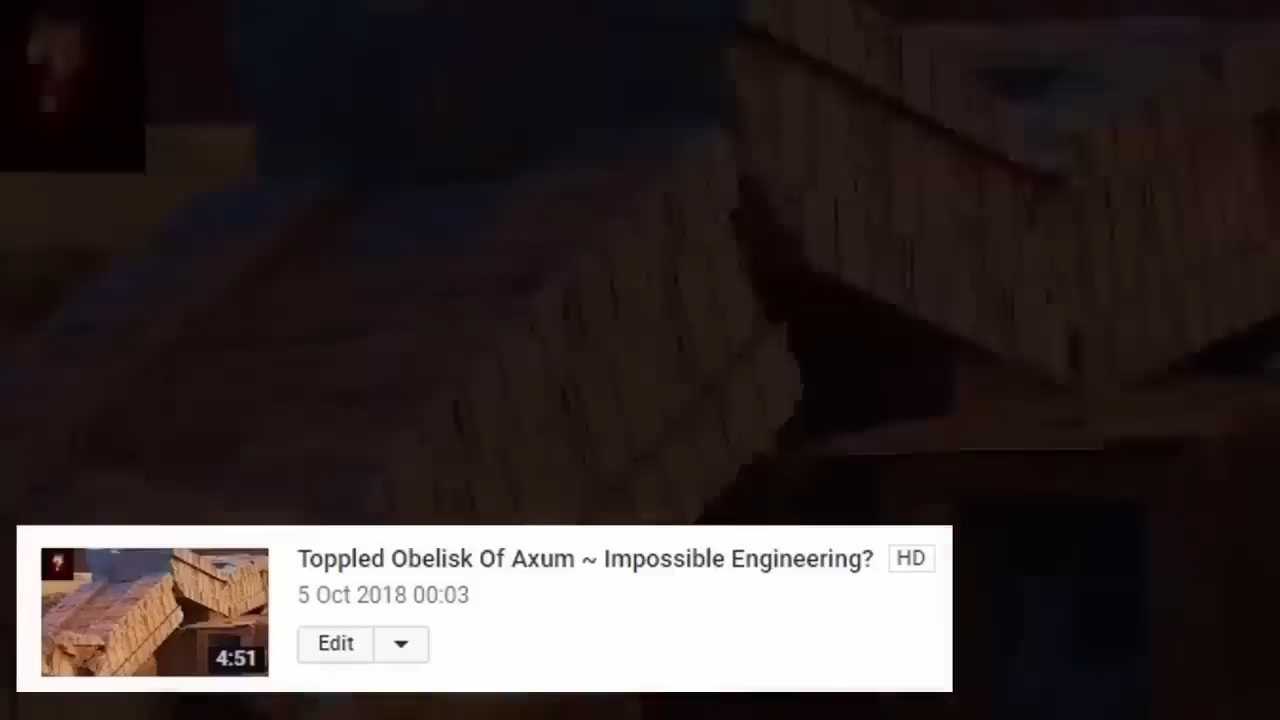 Toppled Obelisk Of Axum ~ Impossible Engineering? HD
5 Oct 2018 00:03
Edit
4:51